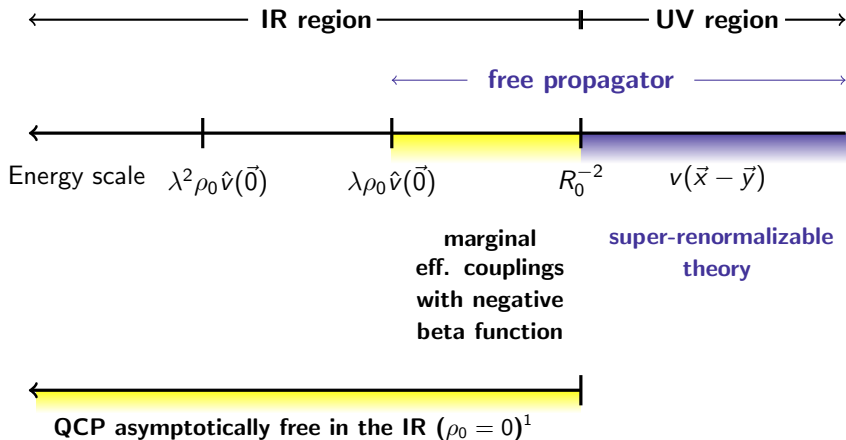 IR region UV region
free propagator
Energy scale λ²ρ₀v̂(0⃗) λρ₀v̂(0⃗) R₀⁻² v(x⃗ − y⃗)
marginal super-renormalizable
eff. couplings theory
with negative
beta function
QCP asymptotically free in the IR (ρ₀ = 0)¹